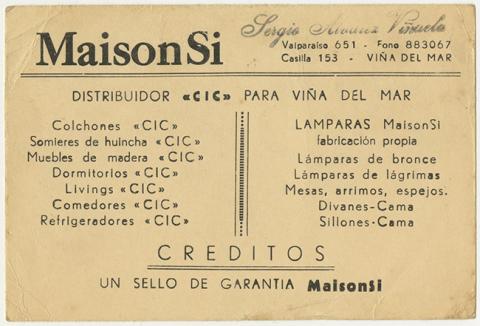 MaisonSi
Sergio Alvarez Viñuela
Valparaíso 651 - Fono 883067
Casilla 153 - VIÑA DEL MAR
DISTRIBUIDOR «CIC» PARA VIÑA DEL MAR
Colchones «CIC»
Somieres de huincha «CIC»
Muebles de madera «CIC»
Dormitorios «CIC»
Livings «CIC»
Comedores «CIC»
Refrigeradores «CIC»
LAMPARAS MaisonSi
fabricación propia
Lámparas de bronce
Lámparas de lágrimas
Mesas, arrimos, espejos.
Divanes-Cama
Sillones-Cama
CREDITOS
UN SELLO DE GARANTIA MaisonSi